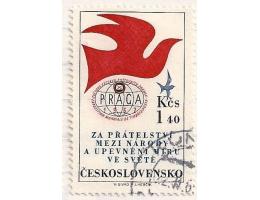 PRAGA
Kčs
1 40
ZA PŘÁTELSTVÍ
MEZI NÁRODY
A UPEVNĚNÍ MÍRU
VE SVĚTĚ
ČESKOSLOVENSKO